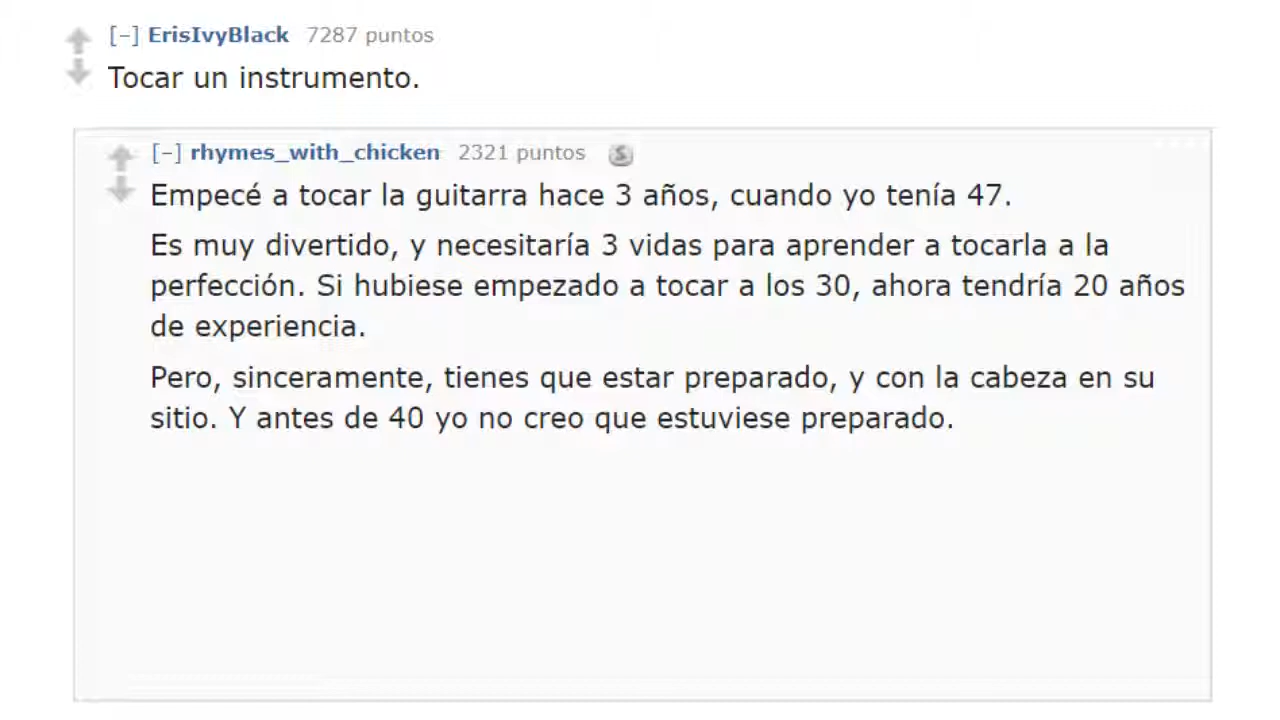 [–] ErisIvyBlack 7287 puntos
Tocar un instrumento.
[–] rhymes_with_chicken 2321 puntos S
Empecé a tocar la guitarra hace 3 años, cuando yo tenía 47.
Es muy divertido, y necesitaría 3 vidas para aprender a tocarla a la
perfección. Si hubiese empezado a tocar a los 30, ahora tendría 20 años
de experiencia.
Pero, sinceramente, tienes que estar preparado, y con la cabeza en su
sitio. Y antes de 40 yo no creo que estuviese preparado.